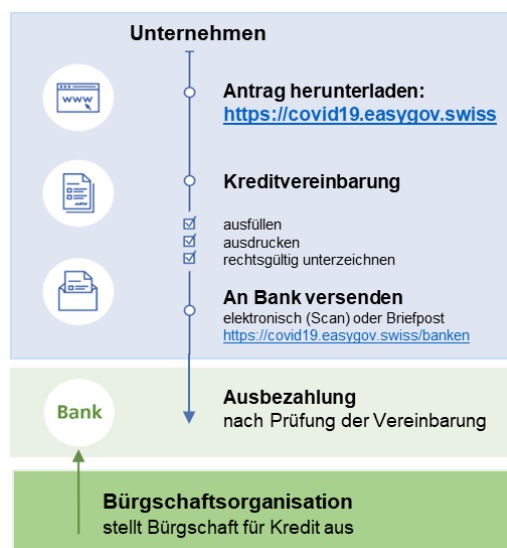 Unternehmen
www
Antrag herunterladen:
https://covid19.easygov.swiss
Kreditvereinbarung
ausfüllen
ausdrucken
rechtsgültig unterzeichnen
An Bank versenden
elektronisch (Scan) oder Briefpost
https://covid19.easygov.swiss/banken
Bank
Ausbezahlung
nach Prüfung der Vereinbarung
Bürgschaftsorganisation
stellt Bürgschaft für Kredit aus